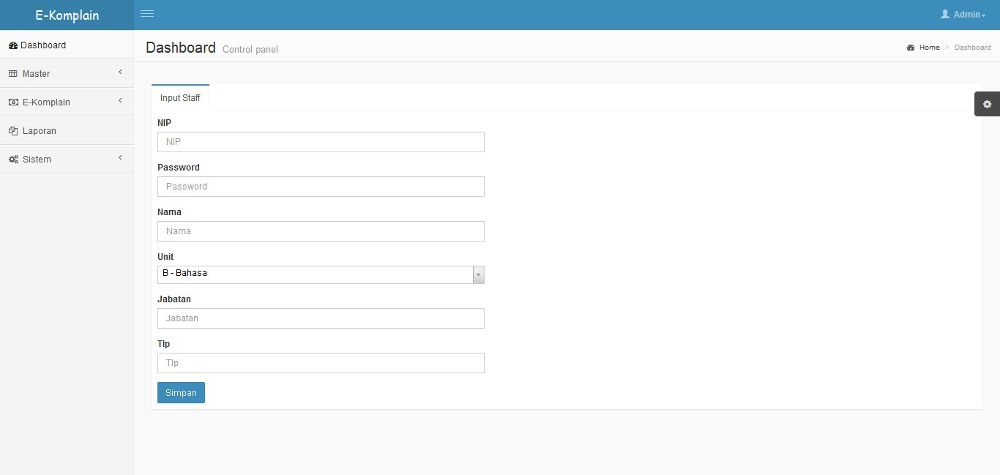 E-Komplain
Admin
Dashboard
Master
E-Komplain
Laporan
Sistem
Dashboard Control panel
Home > Dashboard
Input Staff
NIP
NIP
Password
Password
Nama
Nama
Unit
B - Bahasa
Jabatan
Jabatan
Tlp
Tlp
Simpan